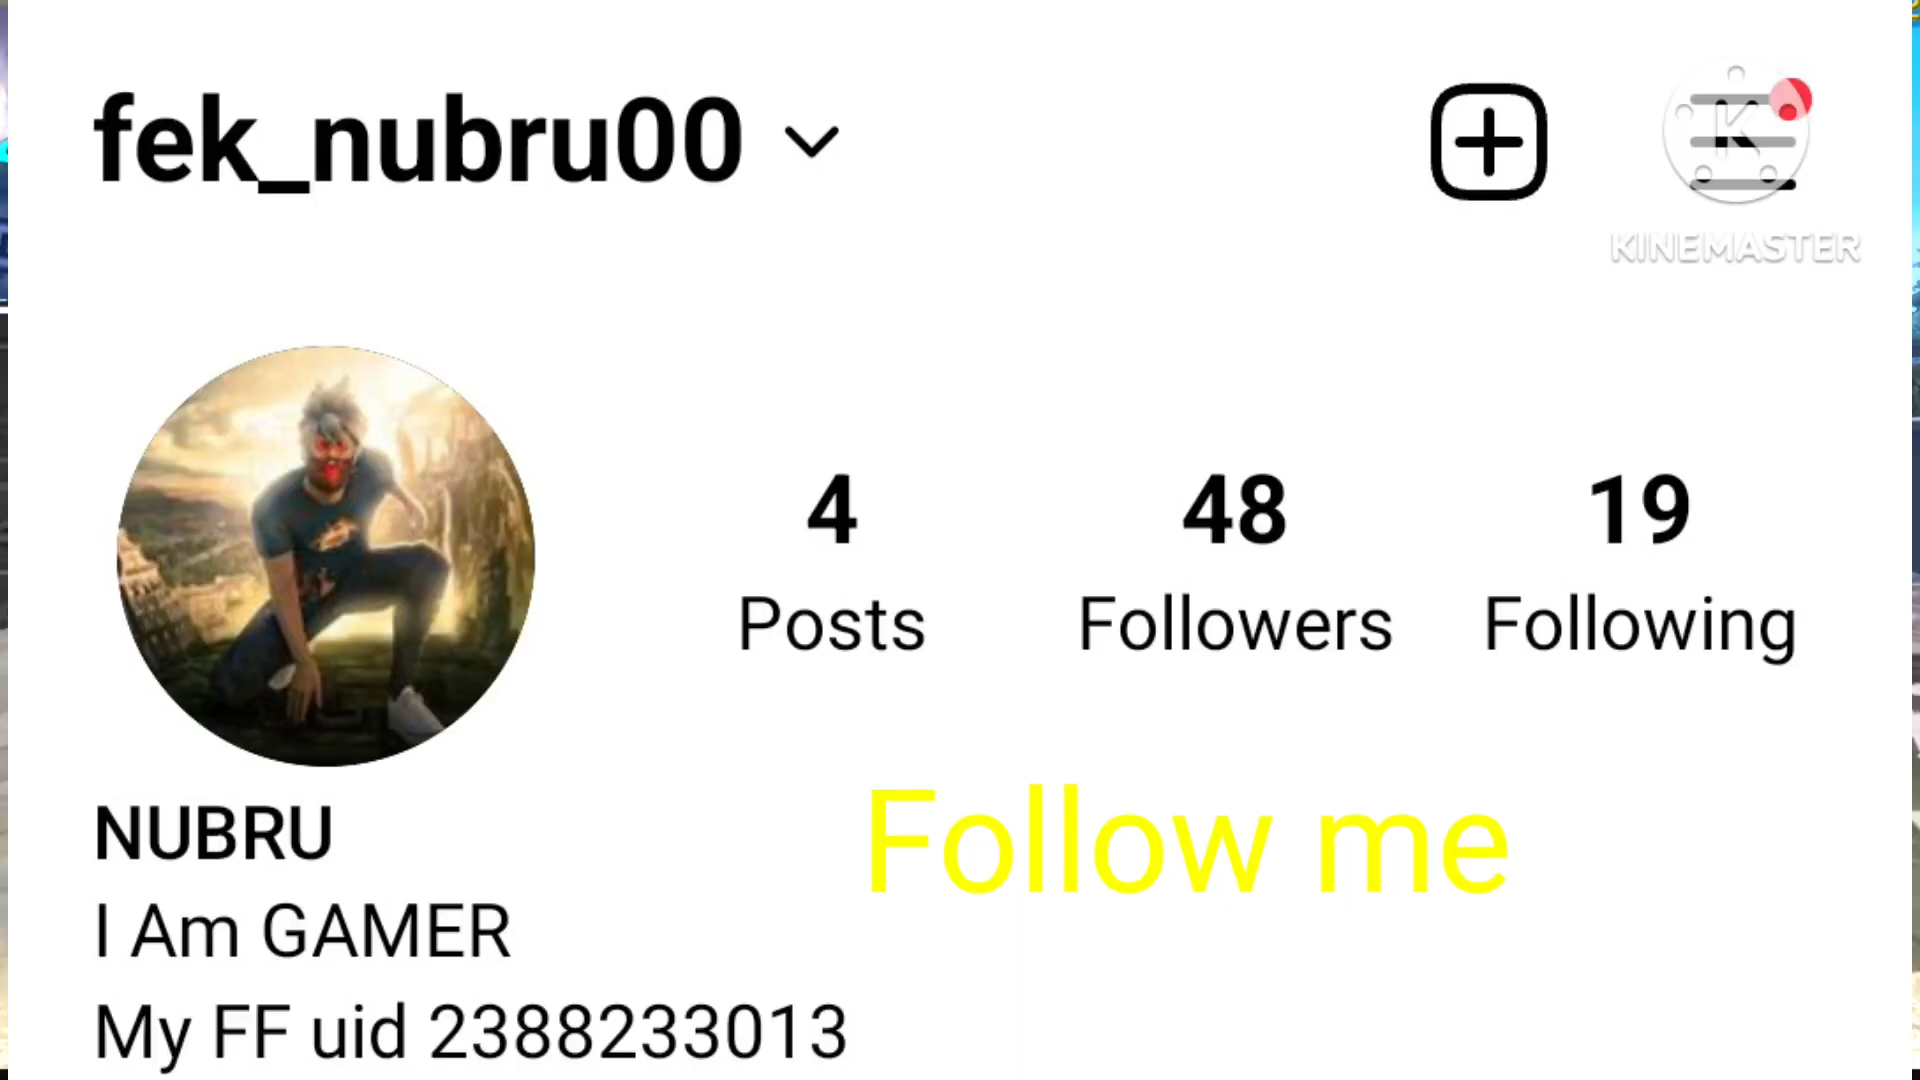 fek_nubru00
K
KINEMASTER
4 48 19
Posts Followers Following
NUBRU
Follow me
I Am GAMER
My FF uid 2388233013